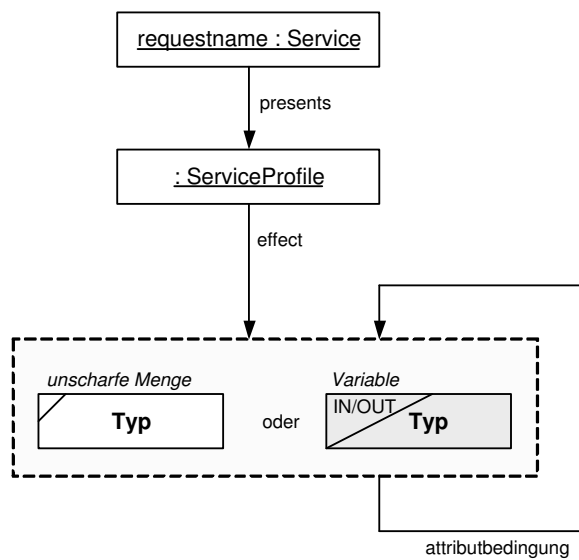 requestname : Service
presents
: ServiceProfile
effect
unscharfe Menge
Variable
Typ
oder
IN/OUT
Typ
attributbedingung